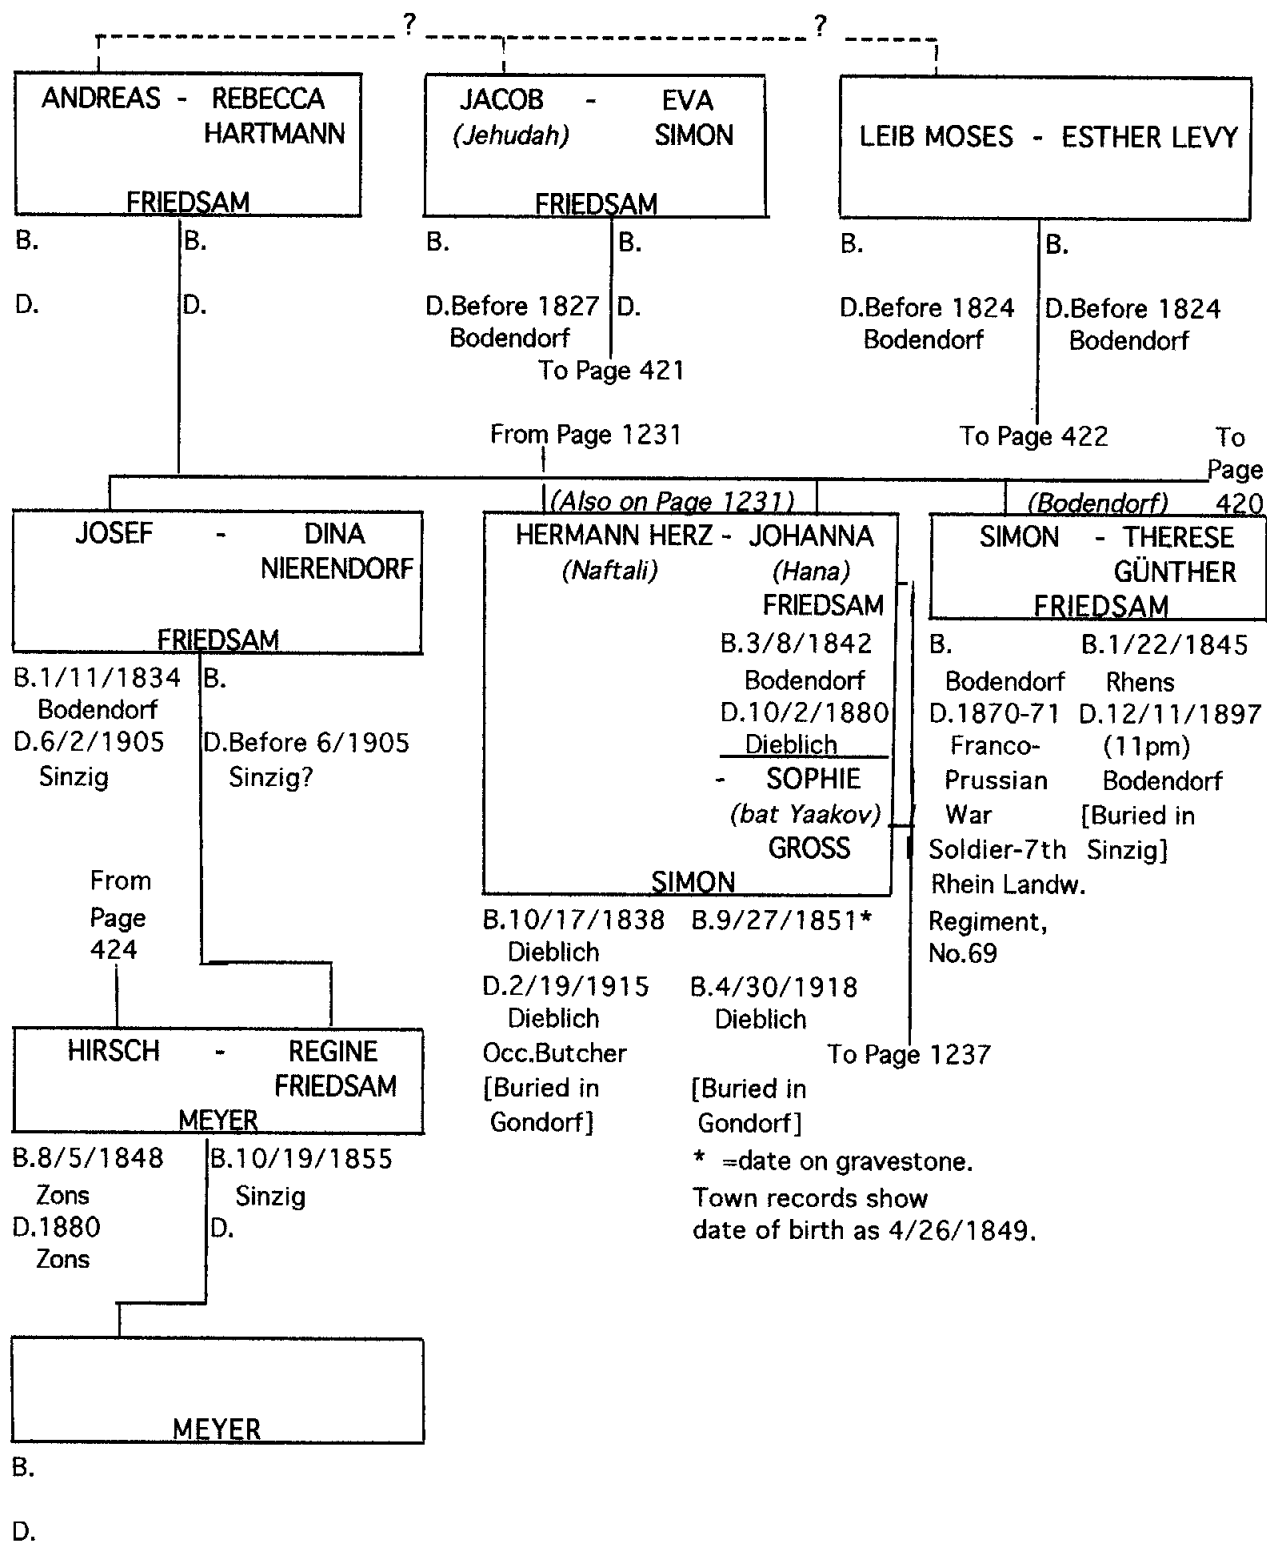 ?
?
ANDREAS - REBECCA
HARTMANN
FRIEDSAM
B.
B.
D.
D.
JACOB - EVA
(Jehudah) SIMON
FRIEDSAM
B.
B.
D.Before 1827
Bodendorf
D.
To Page 421
LEIB MOSES - ESTHER LEVY
B.
B.
D.Before 1824
Bodendorf
D.Before 1824
Bodendorf
To Page 422
To
Page
420
From Page 1231
JOSEF - DINA
NIERENDORF
FRIEDSAM
B.1/11/1834
Bodendorf
D.6/2/1905
Sinzig
B.
D.Before 6/1905
Sinzig?
(Also on Page 1231)
HERMANN HERZ - JOHANNA
(Naftali) (Hana)
FRIEDSAM
B.3/8/1842
Bodendorf
D.10/2/1880
Dieblich
- SOPHIE
(bat Yaakov)
GROSS
SIMON
B.10/17/1838
Dieblich
D.2/19/1915
Dieblich
Occ.Butcher
[Buried in
Gondorf]
B.9/27/1851*
B.4/30/1918
Dieblich
[Buried in
Gondorf]
* =date on gravestone.
Town records show
date of birth as 4/26/1849.
To Page 1237
(Bodendorf)
SIMON - THERESE
GÜNTHER
FRIEDSAM
B.
Bodendorf
D.1870-71
Franco-
Prussian
War
Soldier-7th
Rhein Landw.
Regiment,
No.69
B.1/22/1845
Rhens
D.12/11/1897
(11pm)
Bodendorf
[Buried in
Sinzig]
From
Page
424
HIRSCH - REGINE
FRIEDSAM
MEYER
B.8/5/1848
Zons
D.1880
Zons
B.10/19/1855
Sinzig
D.
MEYER
B.
D.